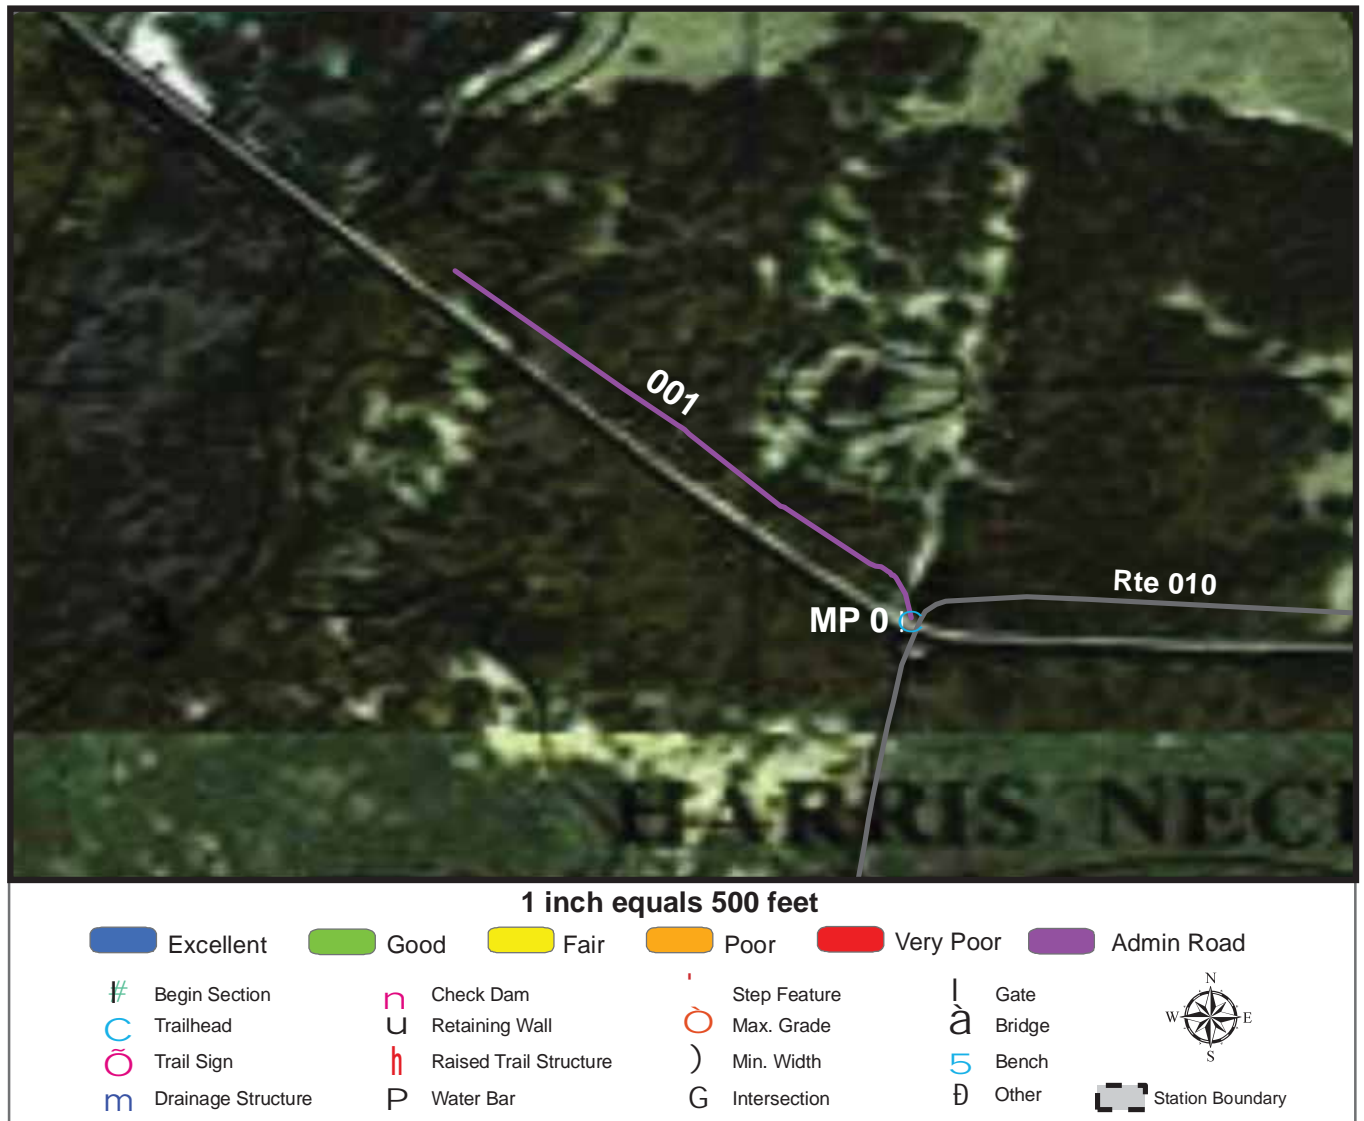 001
Rte 010
MP 0
HARRIS NEC
1 inch equals 500 feet
Excellent
Good
Fair
Poor
Very Poor
Admin Road
Begin Section
Check Dam
Step Feature
Gate
C Trailhead
u Retaining Wall
Ò Max. Grade
à Bridge
Õ Trail Sign
h Raised Trail Structure
) Min. Width
5 Bench
m Drainage Structure
P Water Bar
G Intersection
Ð Other
N
W
E
S
Station Boundary